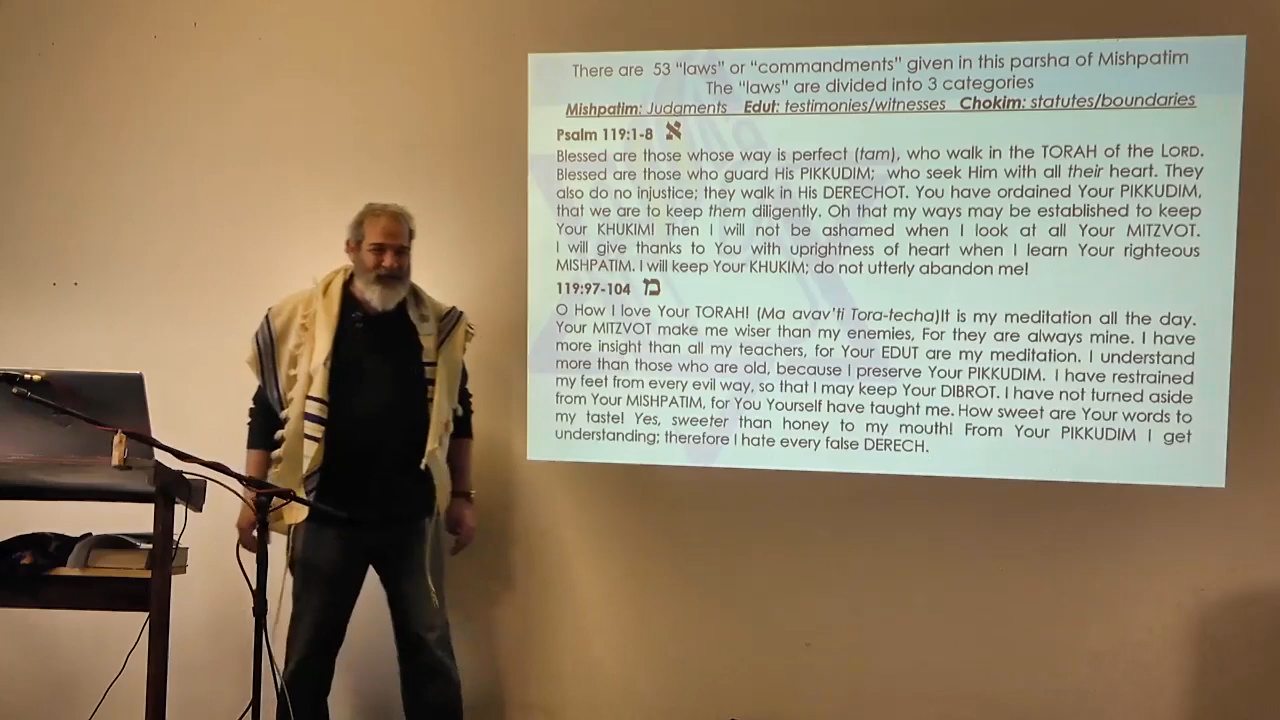 There are 53 “laws” or “commandments” given in this parsha of Mishpatim
The “laws” are divided into 3 categories
Mishpatim: Judgments Edut: testimonies/witnesses Chokim: statutes/boundaries
Psalm 119:1-8 א
Blessed are those whose way is perfect (tam), who walk in the TORAH of the LORD.
Blessed are those who guard His PIKKUDIM; who seek Him with all their heart. They
also do no injustice; they walk in His DERECHOT. You have ordained Your PIKKUDIM,
that we are to keep them diligently. Oh that my ways may be established to keep
Your KHUKIM! Then I will not be ashamed when I look at all Your MITZVOT.
I will give thanks to You with uprightness of heart when I learn Your righteous
MISHPATIM. I will keep Your KHUKIM; do not utterly abandon me!
119:97-104 מ
O How I love Your TORAH! (Ma avav’ti Tora-techa)It is my meditation all the day.
Your MITZVOT make me wiser than my enemies, For they are always mine. I have
more insight than all my teachers, for Your EDUT are my meditation. I understand
more than those who are old, because I preserve Your PIKKUDIM. I have restrained
my feet from every evil way, so that I may keep Your DIBROT. I have not turned aside
from Your MISHPATIM, for You Yourself have taught me. How sweet are Your words to
my taste! Yes, sweeter than honey to my mouth! From Your PIKKUDIM I get
understanding; therefore I hate every false DERECH.